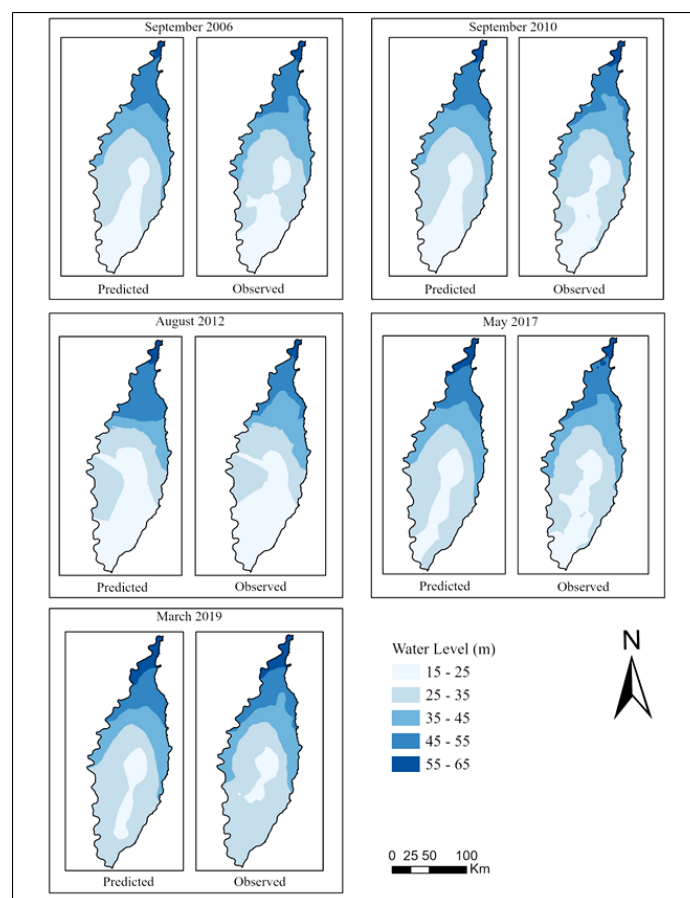 September 2006
Predicted
Observed
September 2010
Predicted
Observed
August 2012
Predicted
Observed
May 2017
Predicted
Observed
March 2019
Predicted
Observed
Water Level (m)
15 - 25
25 - 35
35 - 45
45 - 55
55 - 65
N
0 25 50 100
Km